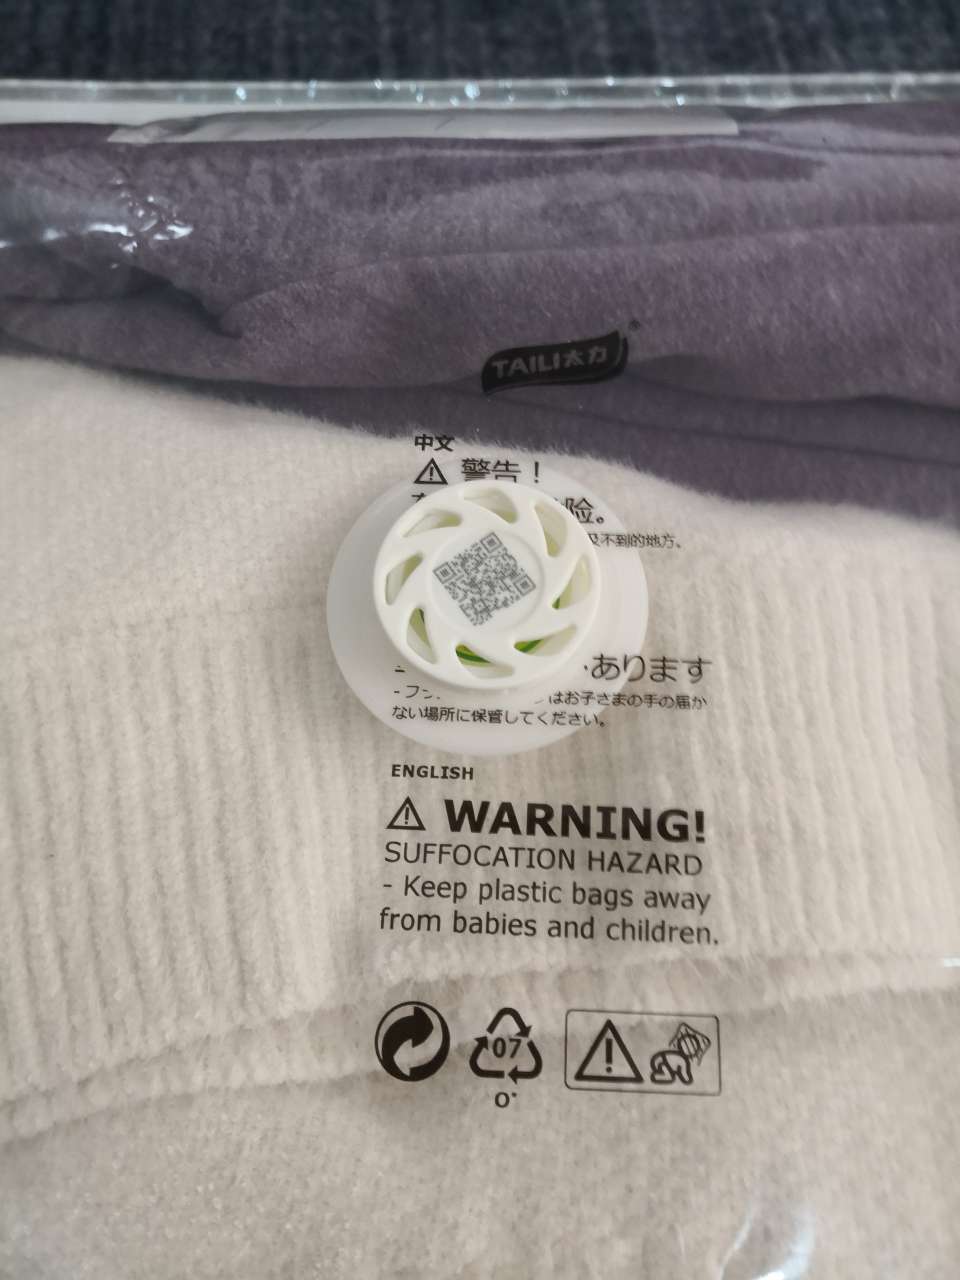 TAILI太力®
中文
警告！
险。
及不到的地方。
あります
はお子さまの手の届か
ない場所に保管してください。
ENGLISH
WARNING!
SUFFOCATION HAZARD
- Keep plastic bags away
from babies and children.
07
O